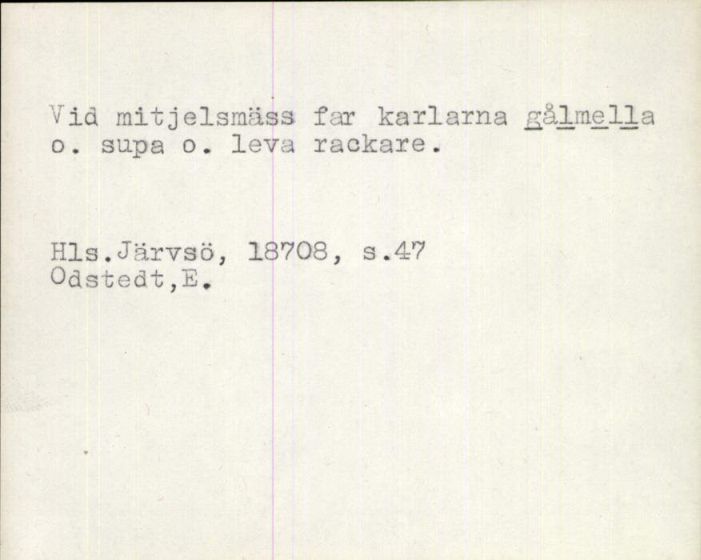 Vid mitjelsmäss far karlarna gålmella
o. supa o. leva rackare.
Hls.Järvsö, 18708, s.47
Odstedt,E.